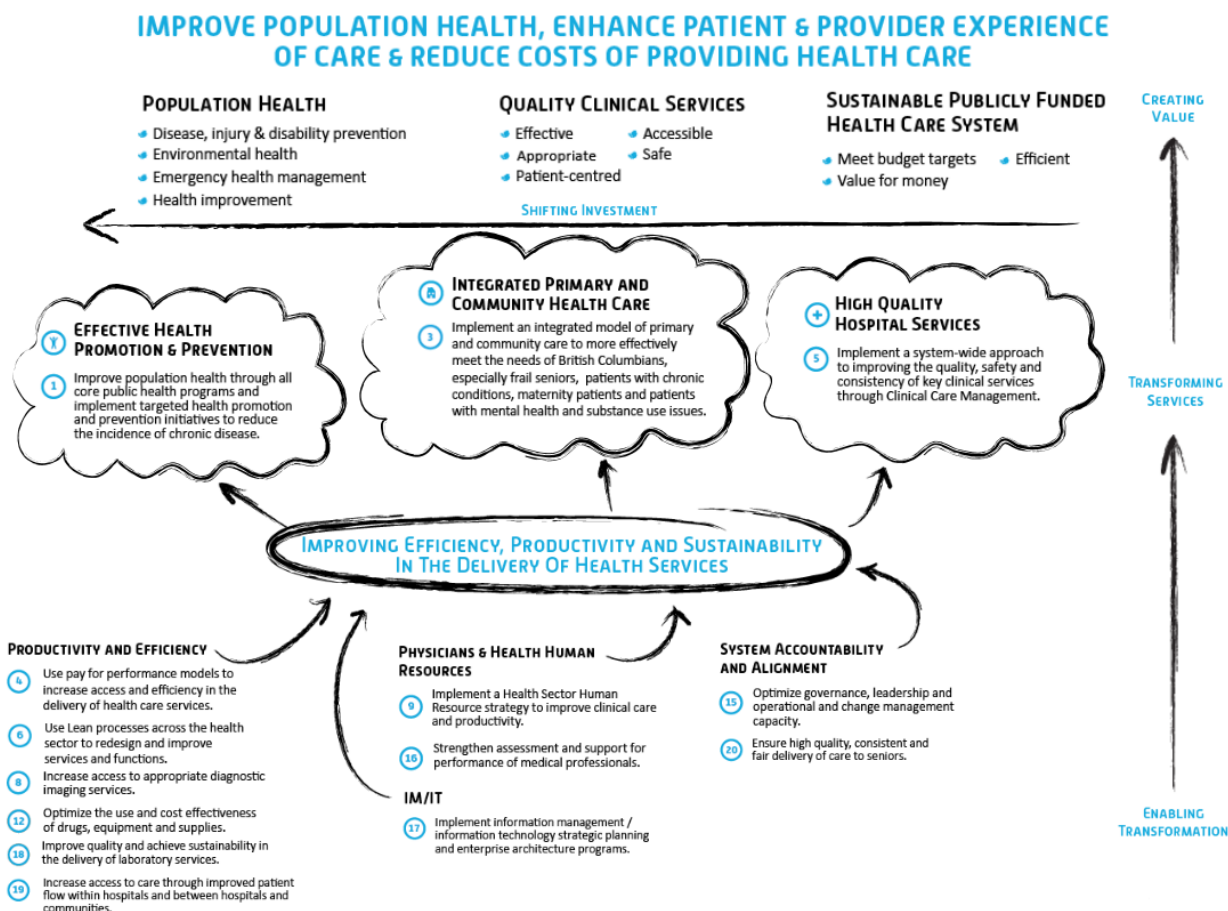 IMPROVE POPULATION HEALTH, ENHANCE PATIENT & PROVIDER EXPERIENCE
OF CARE & REDUCE COSTS OF PROVIDING HEALTH CARE
POPULATION HEALTH
Disease, injury & disability prevention
Environmental health
Emergency health management
Health improvement
QUALITY CLINICAL SERVICES
Effective
Appropriate
Patient-centred
Accessible
Safe
SUSTAINABLE PUBLICLY FUNDED
HEALTH CARE SYSTEM
Meet budget targets
Value for money
Efficient
CREATING
VALUE
SHIFTING INVESTMENT
EFFECTIVE HEALTH
PROMOTION & PREVENTION
1
Improve population health through all
core public health programs and
implement targeted health promotion
and prevention initiatives to reduce
the incidence of chronic disease.
INTEGRATED PRIMARY AND
COMMUNITY HEALTH CARE
3
Implement an integrated model of primary
and community care to more effectively
meet the needs of British Columbians,
especially frail seniors, patients with chronic
conditions, maternity patients and patients
with mental health and substance use issues.
HIGH QUALITY
HOSPITAL SERVICES
5
Implement a system-wide approach
to improving the quality, safety and
consistency of key clinical services
through Clinical Care Management.
TRANSFORMING
SERVICES
IMPROVING EFFICIENCY, PRODUCTIVITY AND SUSTAINABILITY
IN THE DELIVERY OF HEALTH SERVICES
PRODUCTIVITY AND EFFICIENCY
4
Use pay for performance models to
increase access and efficiency in the
delivery of health care services.
6
Use Lean processes across the health
sector to redesign and improve
services and functions.
8
Increase access to appropriate diagnostic
imaging services.
12
Optimize the use and cost effectiveness
of drugs, equipment and supplies.
18
Improve quality and achieve sustainability in
the delivery of laboratory services.
19
Increase access to care through improved patient
flow within hospitals and between hospitals and
communities.
PHYSICIANS & HEALTH HUMAN
RESOURCES
9
Implement a Health Sector Human
Resource strategy to improve clinical care
and productivity.
16
Strengthen assessment and support for
performance of medical professionals.
IM/IT
17
Implement information management /
information technology strategic planning
and enterprise architecture programs.
SYSTEM ACCOUNTABILITY
AND ALIGNMENT
15
Optimize governance, leadership and
operational and change management
capacity.
20
Ensure high quality, consistent and
fair delivery of care to seniors.
ENABLING
TRANSFORMATION